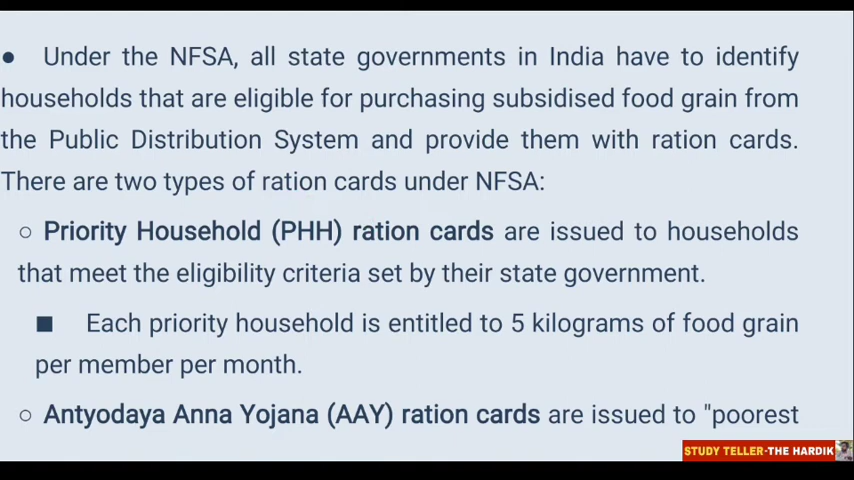 ● Under the NFSA, all state governments in India have to identify
households that are eligible for purchasing subsidised food grain from
the Public Distribution System and provide them with ration cards.
There are two types of ration cards under NFSA:
○ Priority Household (PHH) ration cards are issued to households
that meet the eligibility criteria set by their state government.
■ Each priority household is entitled to 5 kilograms of food grain
per member per month.
○ Antyodaya Anna Yojana (AAY) ration cards are issued to "poorest
STUDY TELLER-THE HARDIK